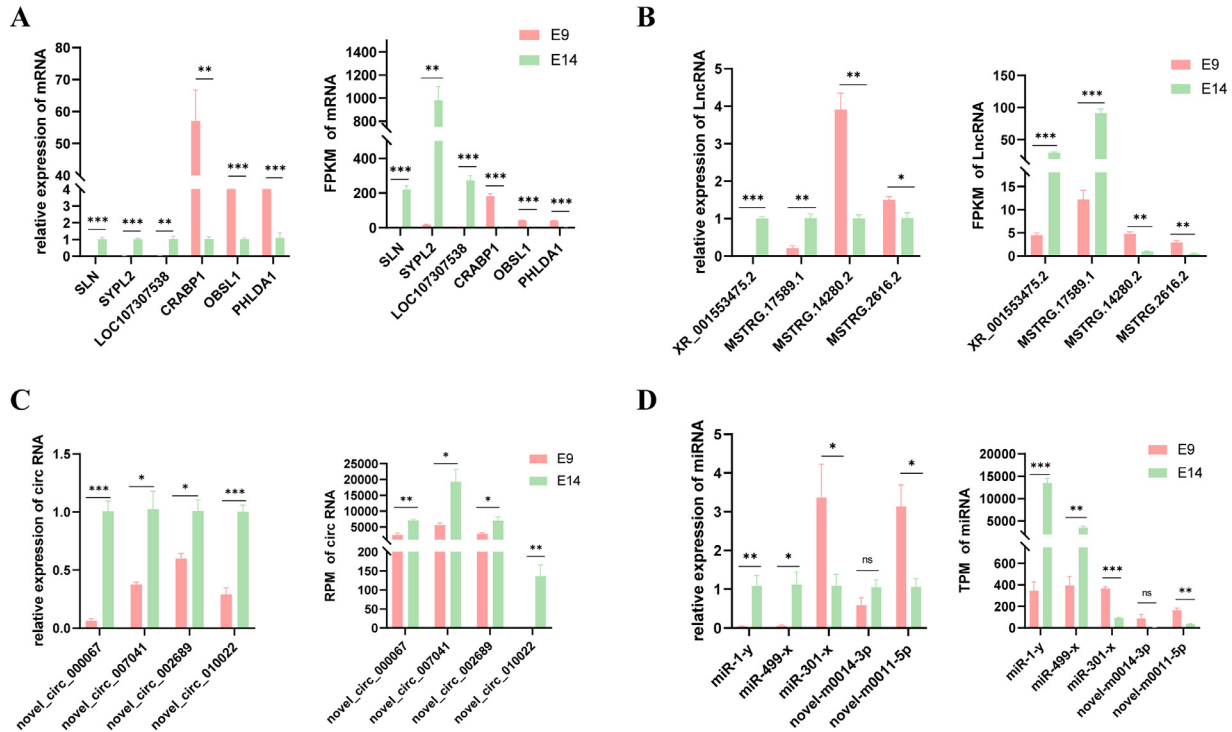 A
relative expression of mRNA
80
70
60
50
40
4
3
2
1
0
***
***
**
**
***
***
SLN
SYPL2
LOC107307538
CRABP1
OBSL1
PHLDA1
FPKM of mRNA
1400
1200
1000
800
600
400
200
0
***
**
***
***
***
***
SLN
SYPL2
LOC107307538
CRABP1
OBSL1
PHLDA1
E9
E14
B
relative expression of LncRNA
5
4
3
2
1
0
***
**
**
*
XR_001553475.2
MSTRG.17589.1
MSTRG.14280.2
MSTRG.2616.2
FPKM of LncRNA
150
100
50
20
15
10
5
0
***
***
**
**
XR_001553475.2
MSTRG.17589.1
MSTRG.14280.2
MSTRG.2616.2
E9
E14
C
relative expression of circ RNA
1.5
1.0
0.5
0.0
***
*
*
***
novel_circ_000067
novel_circ_007041
novel_circ_002689
novel_circ_010022
RPM of circ RNA
25000
20000
15000
10000
5000
200
150
100
50
0
**
*
*
**
novel_circ_000067
novel_circ_007041
novel_circ_002689
novel_circ_010022
E9
E14
D
relative expression of miRNA
5
4
3
2
1
0
**
*
*
ns
*
miR-1-y
miR-499-x
miR-301-x
novel-m0014-3p
novel-m0011-5p
TPM of miRNA
20000
15000
10000
5000
600
400
200
0
***
**
***
ns
**
miR-1-y
miR-499-x
miR-301-x
novel-m0014-3p
novel-m0011-5p
E9
E14